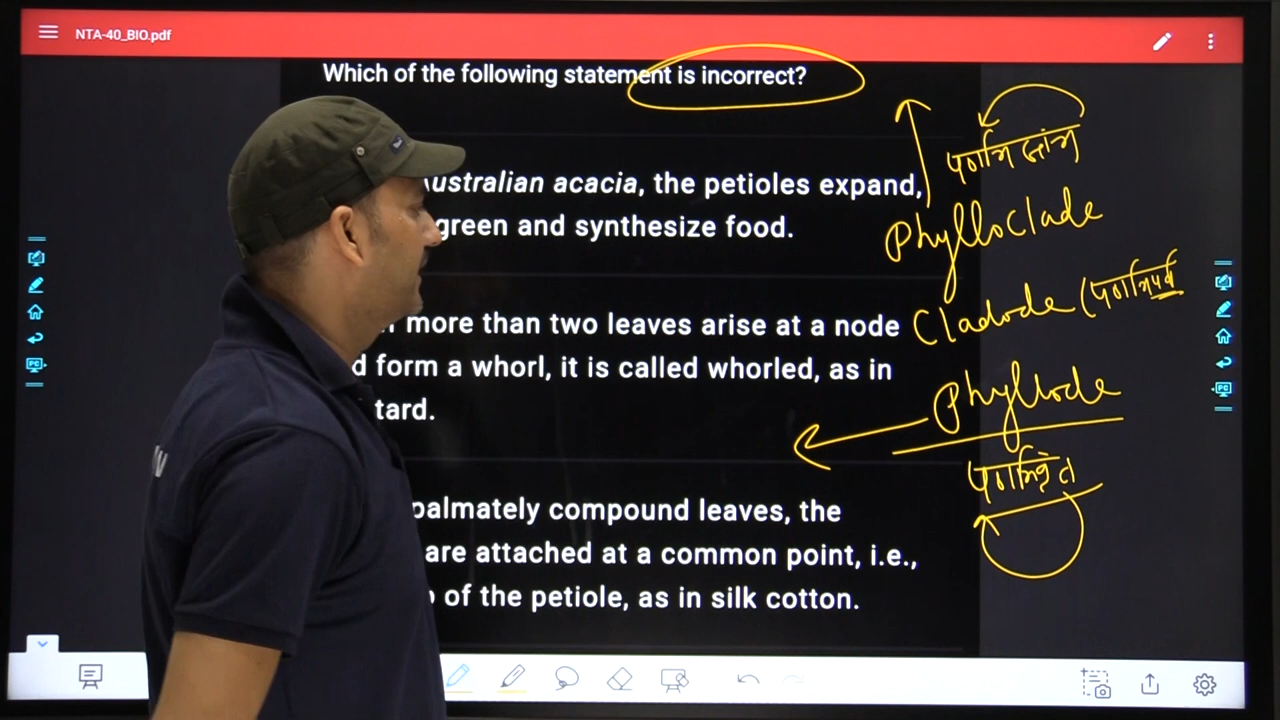 NTA-40_BIO.pdf
Which of the following statement is incorrect?
ustralian acacia, the petioles expand,
green and synthesize food.
more than two leaves arise at a node
d form a whorl, it is called whorled, as in
tard.
palmately compound leaves, the
are attached at a common point, i.e.,
of the petiole, as in silk cotton.
Phylloclade
Cladode (पर्णाभपर्व
Phyllode
पर्णाभवृंत